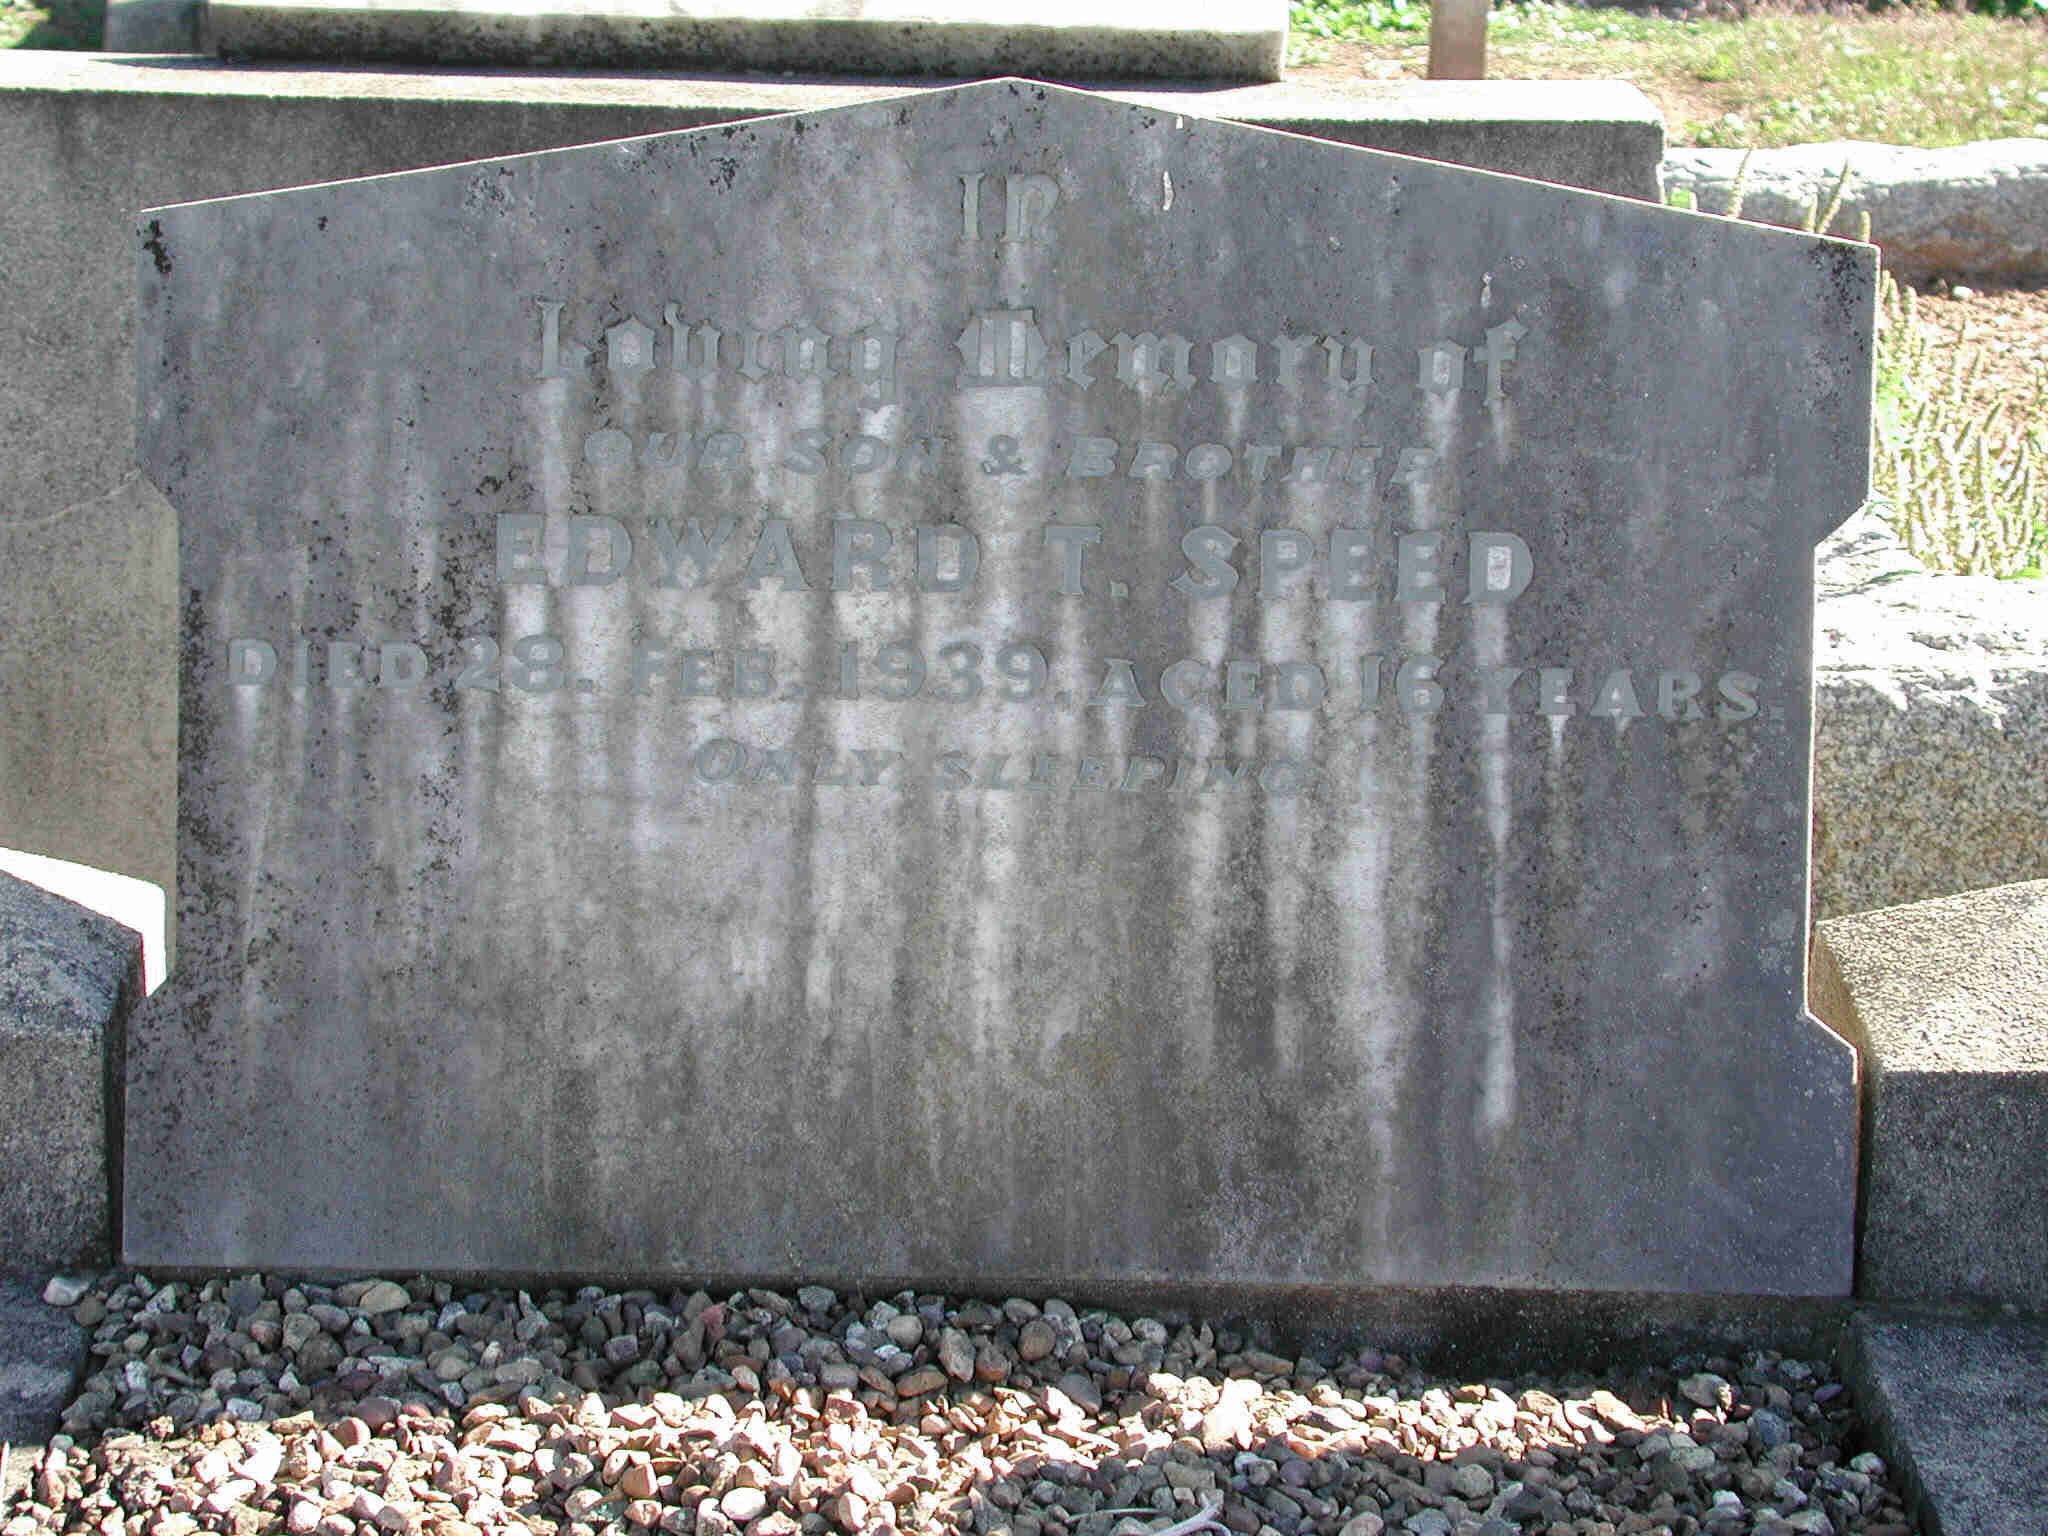 In
Loving Memory of
OUR SON & BROTHER
EDWARD T. SPEED
DIED 28. FEB. 1939. AGED 16 YEARS.
ONLY SLEEPING.